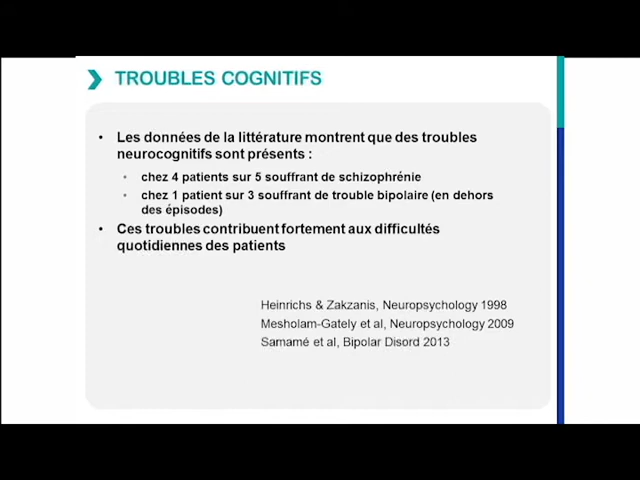 TROUBLES COGNITIFS
• Les données de la littérature montrent que des troubles
neurocognitifs sont présents :
• chez 4 patients sur 5 souffrant de schizophrénie
• chez 1 patient sur 3 souffrant de trouble bipolaire (en dehors
des épisodes)
• Ces troubles contribuent fortement aux difficultés
quotidiennes des patients
Heinrichs & Zakzanis, Neuropsychology 1998
Mesholam-Gately et al, Neuropsychology 2009
Samamé et al, Bipolar Disord 2013